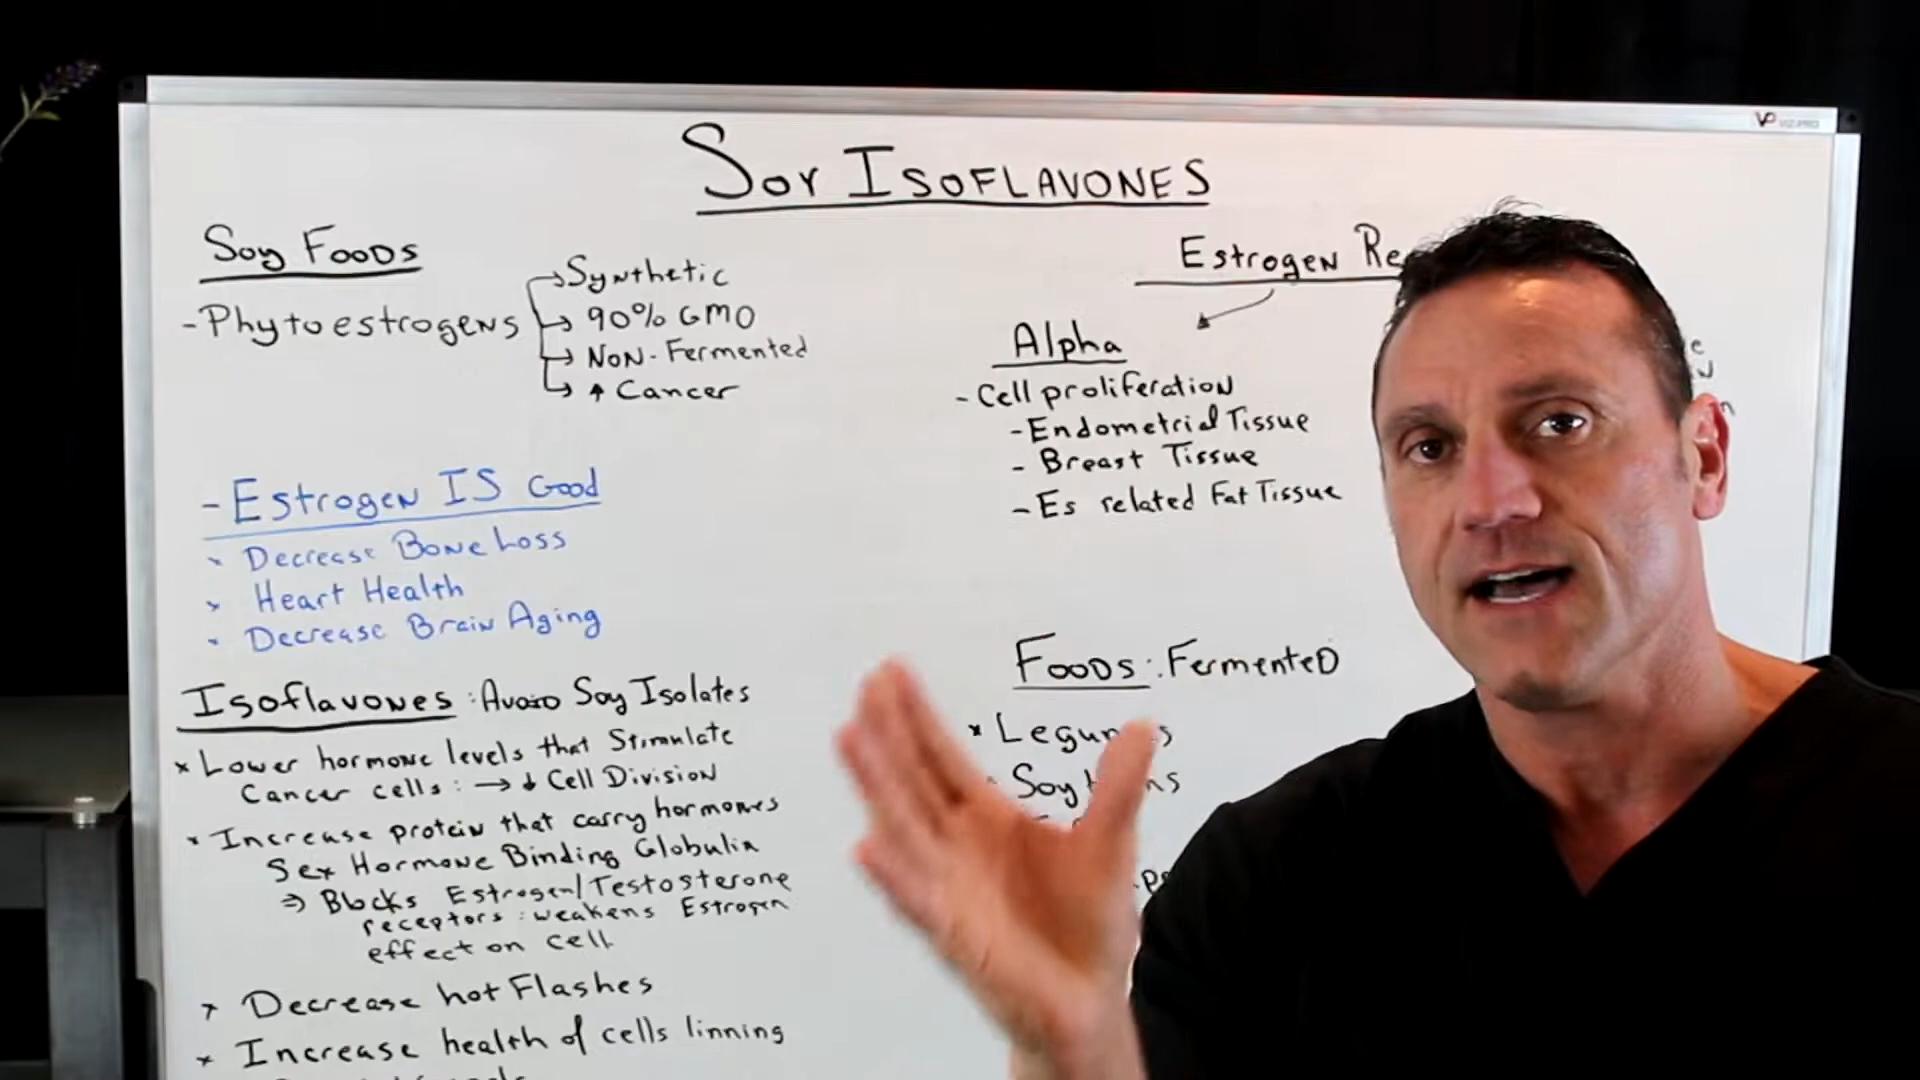 VIZ-PRO
Soy Isoflavones
Soy Foods
- Phytoestrogens
→ Synthetic
→ 90% GMO
→ Non-Fermented
→ ↑ Cancer
- Estrogen Is Good
Decrease Bone Loss
Heart Health
Decrease Brain Aging
Isoflavones : Avoid Soy Isolates
* Lower hormone levels that Stimulate
Cancer cells : → ↓ Cell Division
* Increase protein that carry hormones
Sex Hormone Binding Globulin
⇒ Blocks Estrogen/Testosterone
receptors : weakens Estrogen
effect on cell
* Decrease hot Flashes
* Increase health of cells linning
Estrogen Re
Alpha
- Cell proliferation
- Endometrial Tissue
- Breast Tissue
- Es related Fat Tissue
Foods : Fermented
* Legumes